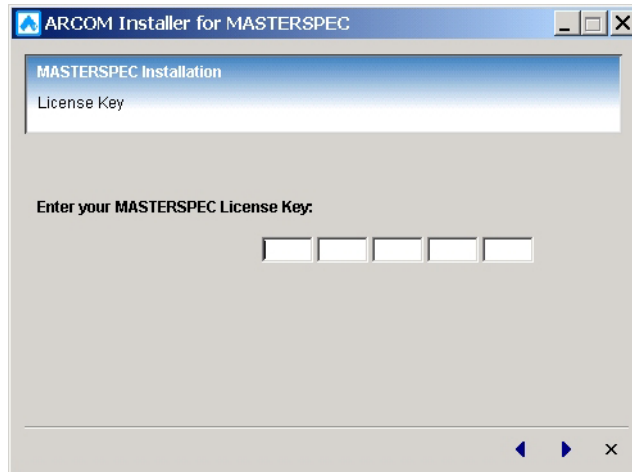 ARCOM Installer for MASTERSPEC
MASTERSPEC Installation
License Key
Enter your MASTERSPEC License Key: